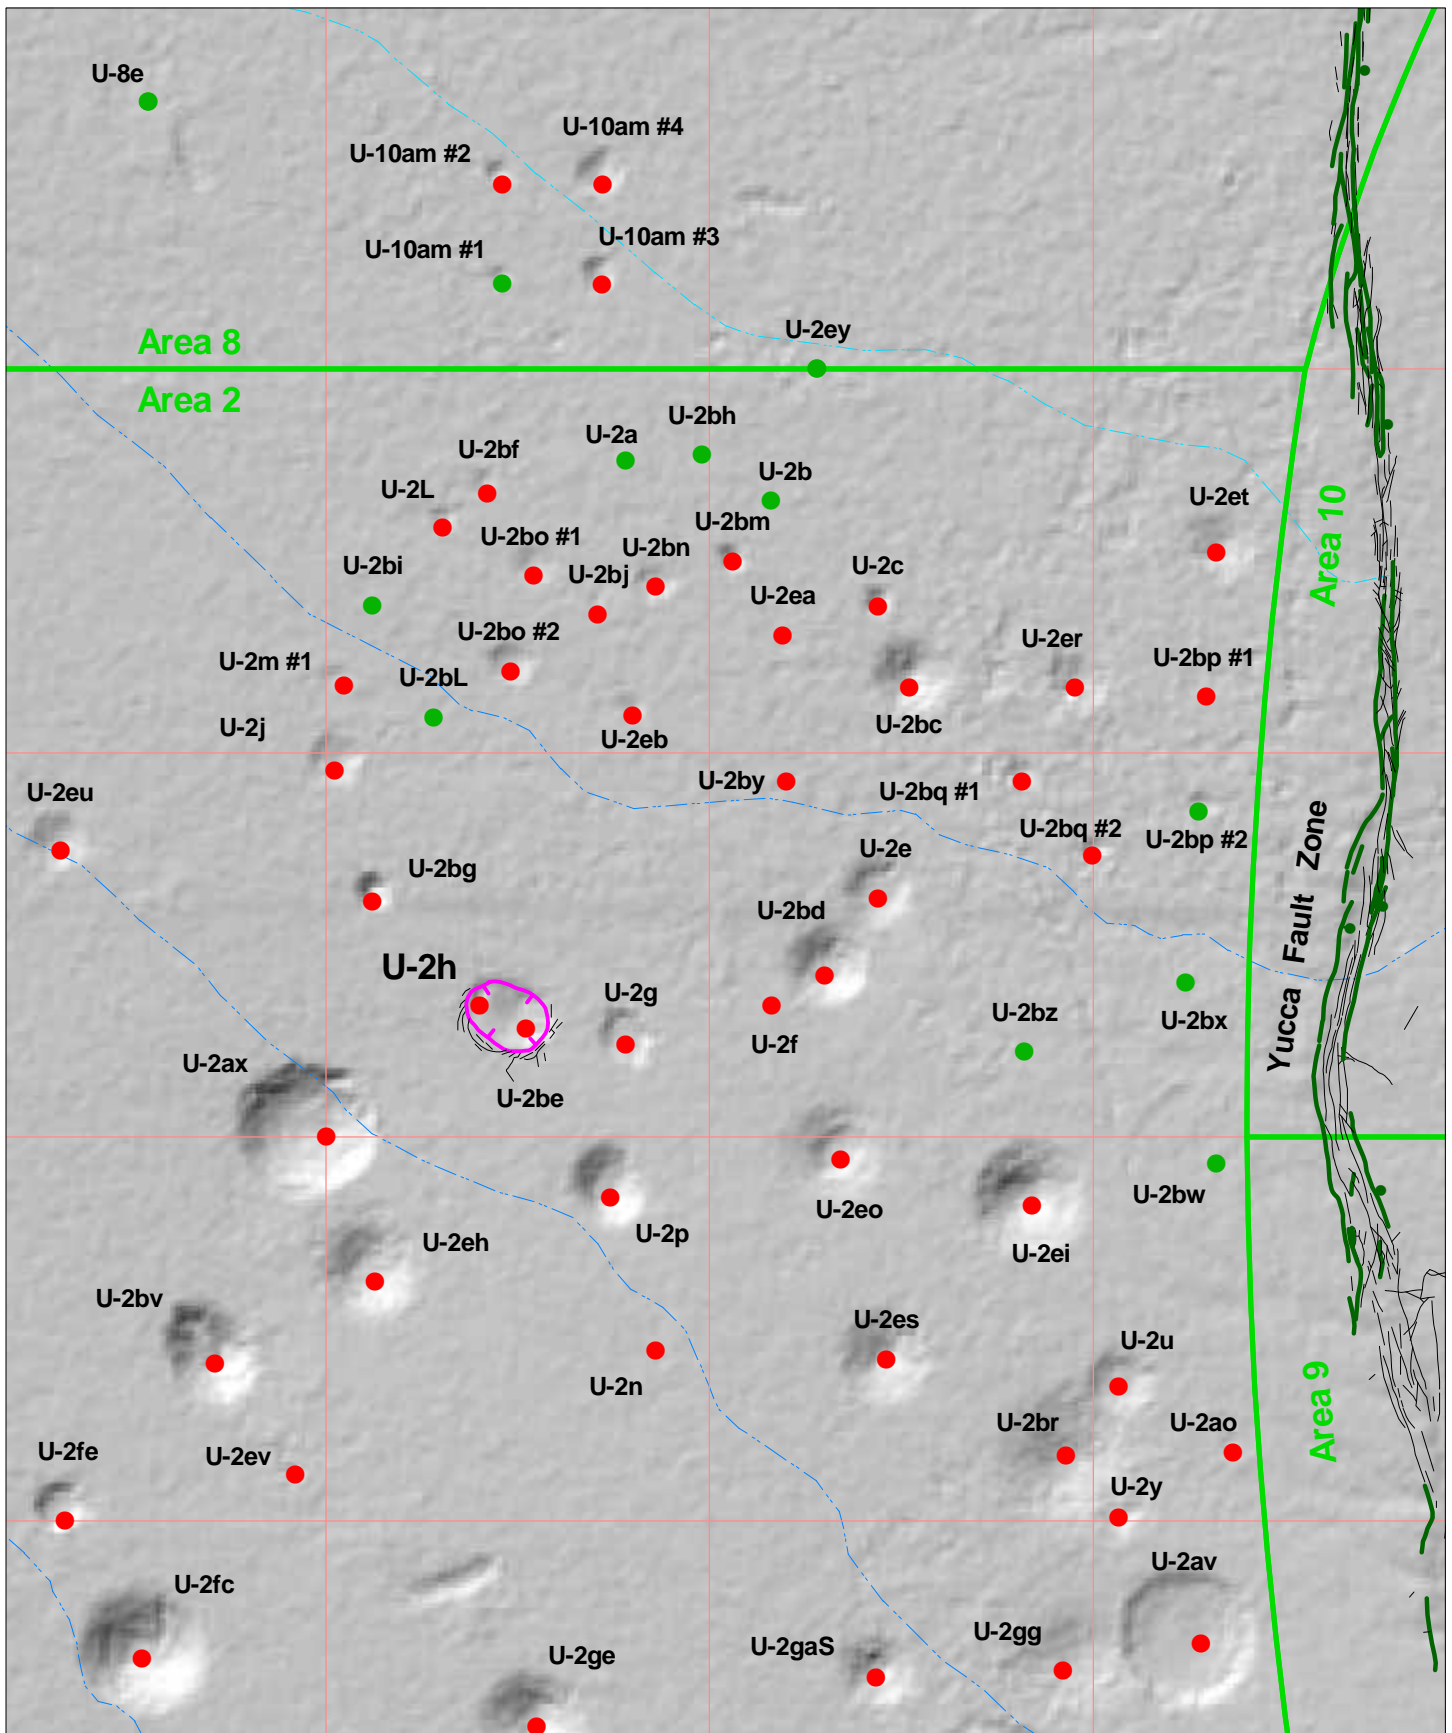 U-8e
U-10am #4
U-10am #2
U-10am #3
U-10am #1
U-2ey
Area 8
Area 2
U-2bh
U-2a
U-2bf
U-2b
U-2L
U-2et
U-2bm
U-2bo #1
U-2bn
Area 10
U-2bi
U-2bj
U-2c
U-2ea
U-2bo #2
U-2er
U-2bp #1
U-2m #1
U-2bL
U-2j
U-2bc
U-2eb
U-2by
U-2bq #1
U-2eu
U-2bq #2
U-2bp #2
U-2e
U-2bg
Yucca Fault Zone
U-2bd
U-2h
U-2g
U-2bz
U-2bx
U-2f
U-2ax
U-2be
U-2bw
U-2eo
U-2p
U-2eh
U-2ei
U-2bv
U-2es
U-2u
U-2n
Area 9
U-2br
U-2ao
U-2fe
U-2ev
U-2y
U-2av
U-2fc
U-2gg
U-2gaS
U-2ge